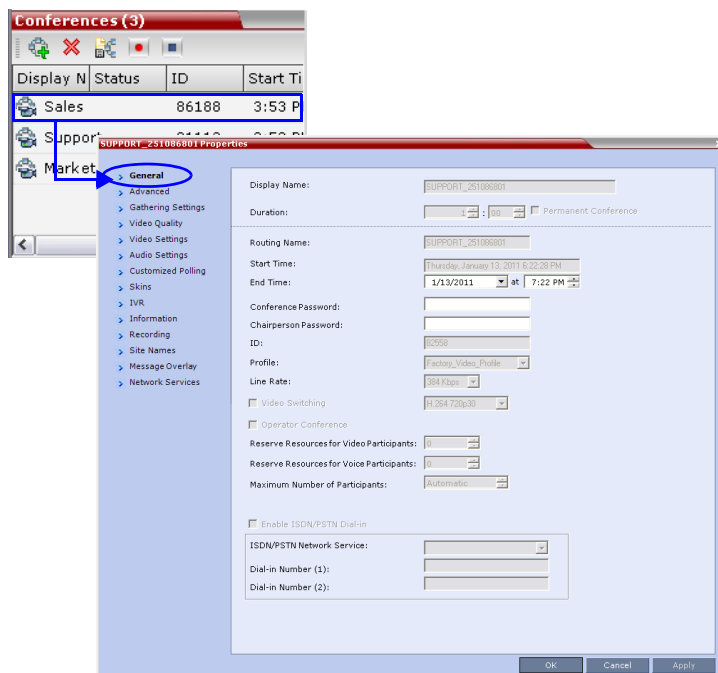 Conferences (3)
Display N Status ID Start Ti
Sales 86188 3:53 P
Suppor
Market
SUPPORT_251086801 Properties
General
Advanced
Gathering Settings
Video Quality
Video Settings
Audio Settings
Customized Polling
Skins
IVR
Information
Recording
Site Names
Message Overlay
Network Services
Display Name: SUPPORT_251086801
Duration: 1 : 00 Permanent Conference
Routing Name: SUPPORT_251086801
Start Time: Thursday, January 13, 2011 6:22:28 PM
End Time: 1/13/2011 at 7:22 PM
Conference Password:
Chairperson Password:
ID: 82558
Profile: Factory_Video_Profile
Line Rate: 384 Kbps
Video Switching H.264 720p30
Operator Conference
Reserve Resources for Video Participants: 0
Reserve Resources for Voice Participants: 0
Maximum Number of Participants: Automatic
Enable ISDN/PSTN Dial-in
ISDN/PSTN Network Service:
Dial-in Number (1):
Dial-in Number (2):
OK Cancel Apply